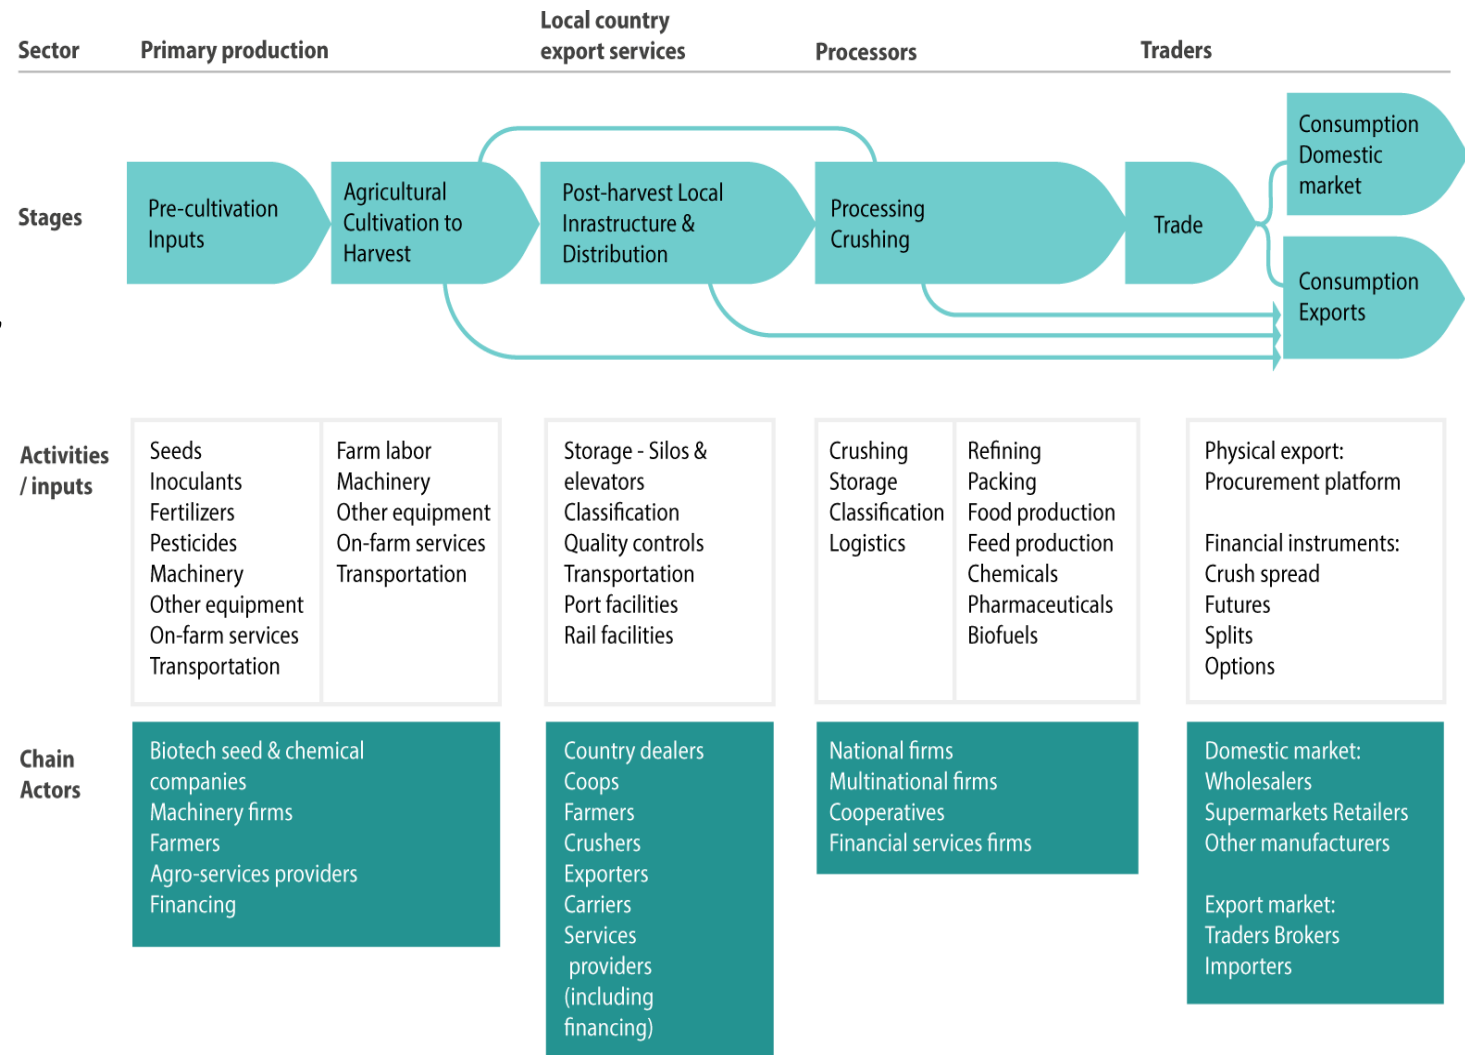 Sector
Primary production
Local country
export services
Processors
Traders
Stages
Pre-cultivation
Inputs
Agricultural
Cultivation to
Harvest
Post-harvest Local
Inrastructure &
Distribution
Processing
Crushing
Trade
Consumption
Domestic
market
Consumption
Exports
Activities
/ inputs
Seeds
Inoculants
Fertilizers
Pesticides
Machinery
Other equipment
On-farm services
Transportation
Farm labor
Machinery
Other equipment
On-farm services
Transportation
Storage - Silos &
elevators
Classification
Quality controls
Transportation
Port facilities
Rail facilities
Crushing
Storage
Classification
Logistics
Refining
Packing
Food production
Feed production
Chemicals
Pharmaceuticals
Biofuels
Physical export:
Procurement platform
Financial instruments:
Crush spread
Futures
Splits
Options
Chain
Actors
Biotech seed & chemical
companies
Machinery firms
Farmers
Agro-services providers
Financing
Country dealers
Coops
Farmers
Crushers
Exporters
Carriers
Services
providers
(including
financing)
National firms
Multinational firms
Cooperatives
Financial services firms
Domestic market:
Wholesalers
Supermarkets Retailers
Other manufacturers
Export market:
Traders Brokers
Importers